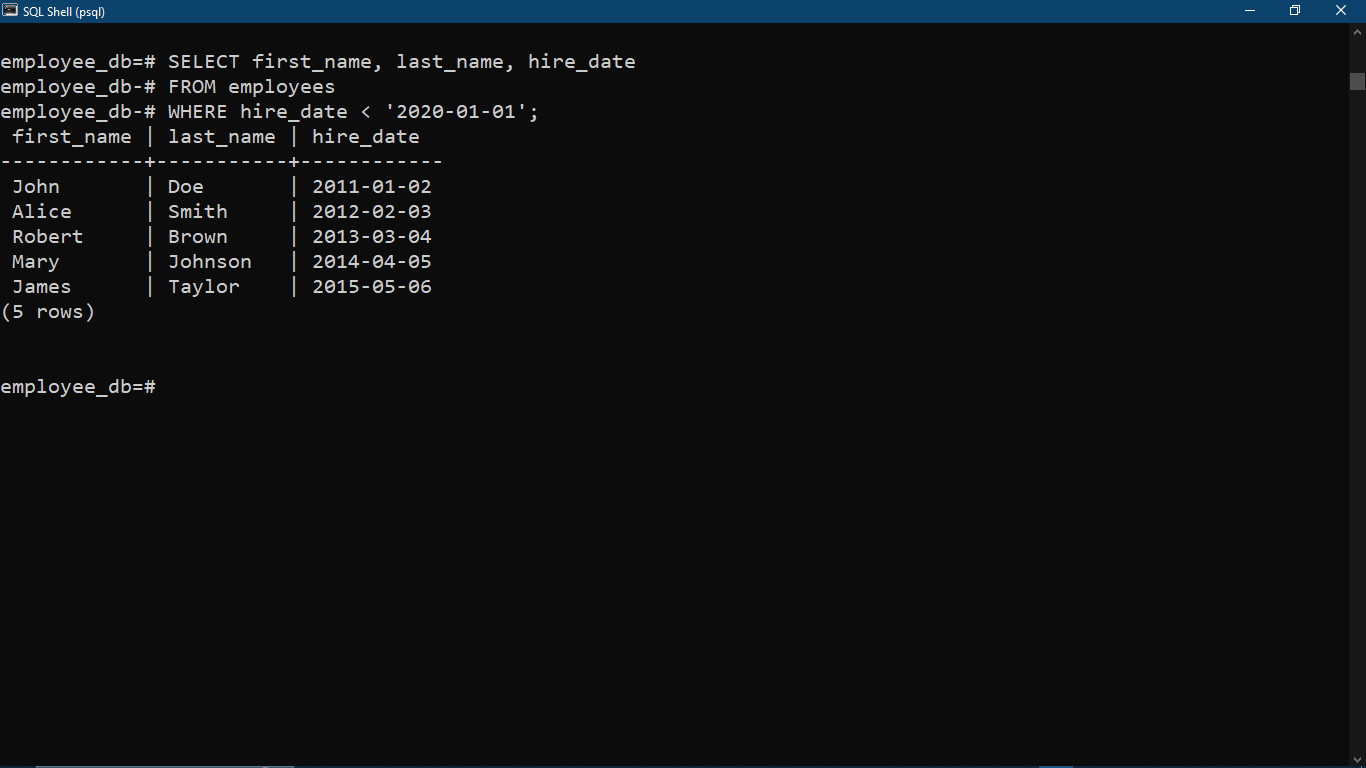 SQL Shell (psql)
employee_db=# SELECT first_name, last_name, hire_date
employee_db-# FROM employees
employee_db-# WHERE hire_date < '2020-01-01';
 first_name | last_name | hire_date
------------+-----------+------------
 John       | Doe       | 2011-01-02
 Alice      | Smith     | 2012-02-03
 Robert     | Brown     | 2013-03-04
 Mary       | Johnson   | 2014-04-05
 James      | Taylor    | 2015-05-06
(5 rows)
employee_db=#